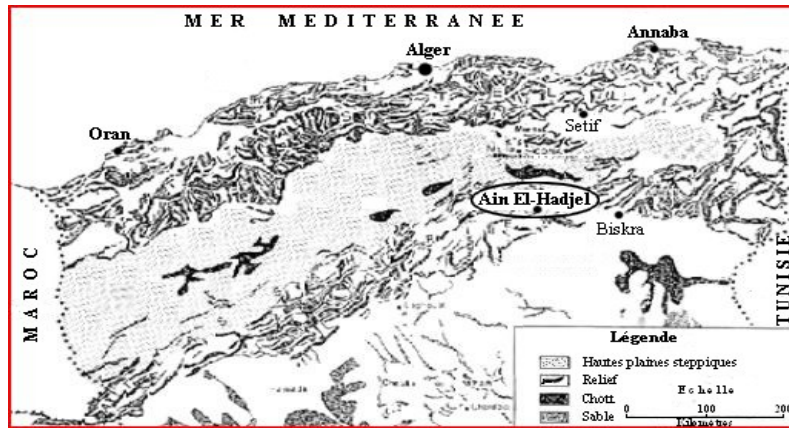 MER MEDITERRANEE
Annaba
Alger
Setif
Oran
Ain El-Hadjel
Biskra
MAROC
TUNISIE
Légende
Hautes plaines steppiques
Relief
Chott
Sable
Echelle
0 100 200
Kilométres